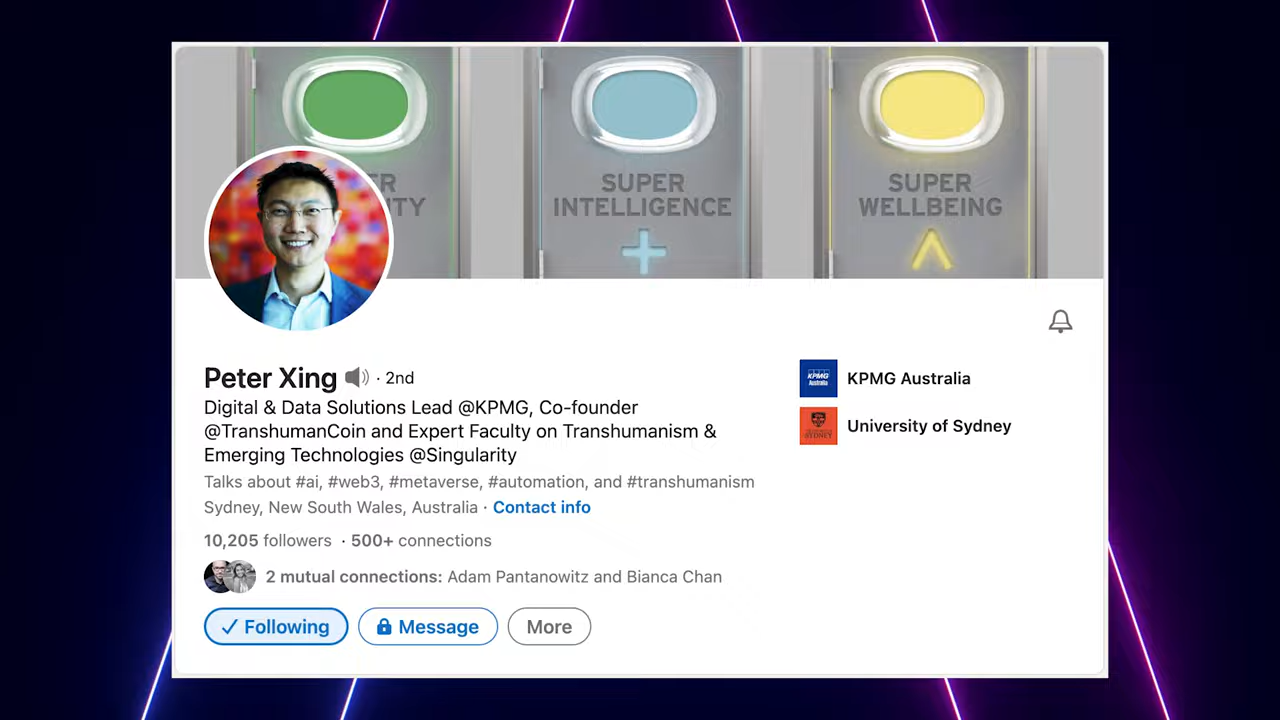 SUPER
INTELLIGENCE
SUPER
WELLBEING
Peter Xing · 2nd
Digital & Data Solutions Lead @KPMG, Co-founder
@TranshumanCoin and Expert Faculty on Transhumanism &
Emerging Technologies @Singularity
Talks about #ai, #web3, #metaverse, #automation, and #transhumanism
Sydney, New South Wales, Australia · Contact info
10,205 followers · 500+ connections
2 mutual connections: Adam Pantanowitz and Bianca Chan
Following
Message
More
KPMG
Australia
KPMG Australia
SYDNEY
University of Sydney